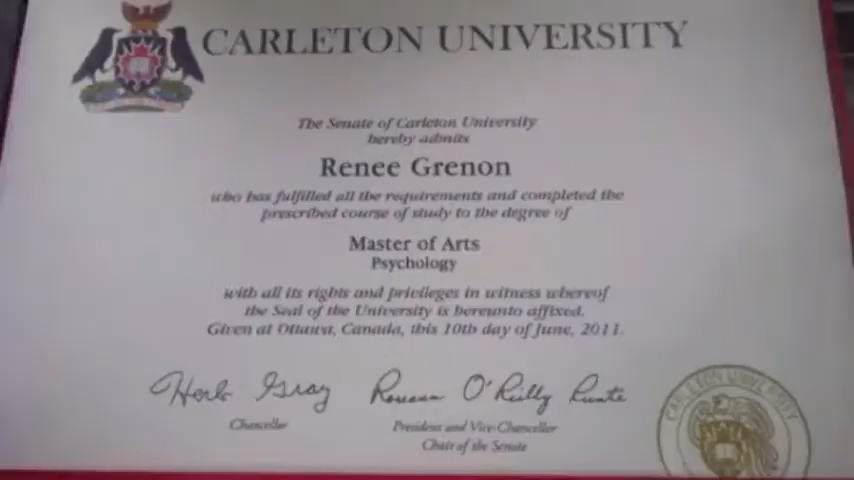 CARLETON UNIVERSITY
The Senate of Carleton University
hereby admits
Renee Grenon
who has fulfilled all the requirements and completed the
prescribed course of study to the degree of
Master of Arts
Psychology
with all its rights and privileges in witness whereof
the Seal of the University is hereunto affixed.
Given at Ottawa, Canada, this 10th day of June, 2011.
Herb Gray Roseann O'Reilly Runte
Chancellor
President and Vice-Chancellor
Chair of the Senate
CARLETON UNIVERSITY